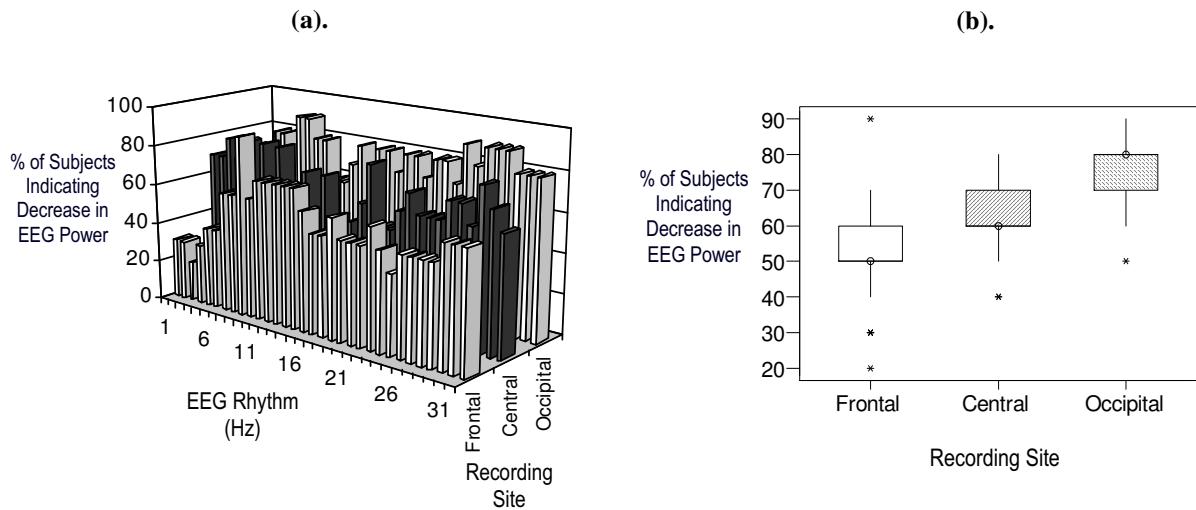 (a).
100
80
60
40
20
0
% of Subjects
Indicating
Decrease in
EEG Power
1
6
11
16
21
26
31
EEG Rhythm
(Hz)
Frontal
Central
Occipital
Recording
Site
(b).
90
80
70
60
50
40
30
20
% of Subjects
Indicating
Decrease in
EEG Power
Frontal Central Occipital
Recording Site